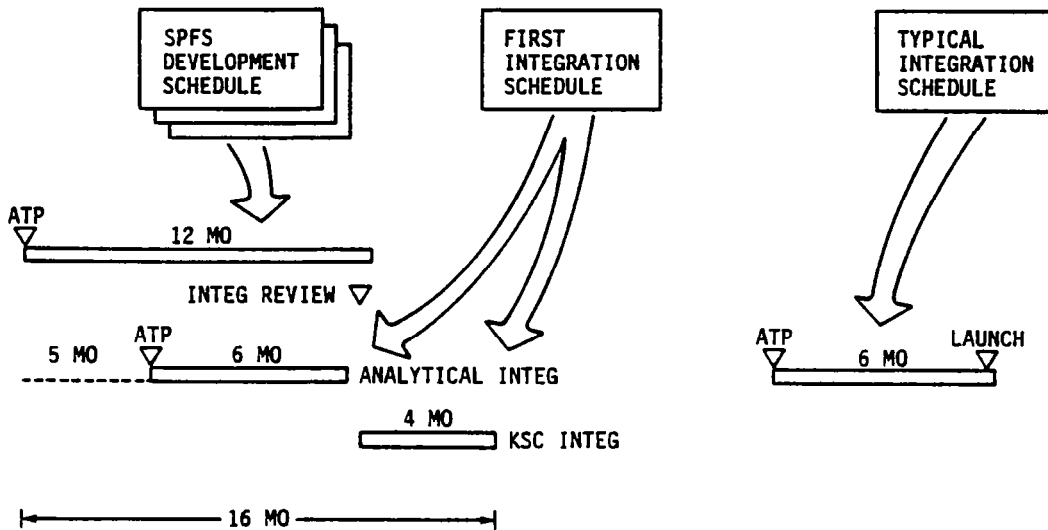 SPFS
DEVELOPMENT
SCHEDULE
FIRST
INTEGRATION
SCHEDULE
TYPICAL
INTEGRATION
SCHEDULE
ATP
12 MO
INTEG REVIEW
ATP
5 MO
6 MO
ANALYTICAL INTEG
4 MO
KSC INTEG
16 MO
ATP
6 MO
LAUNCH